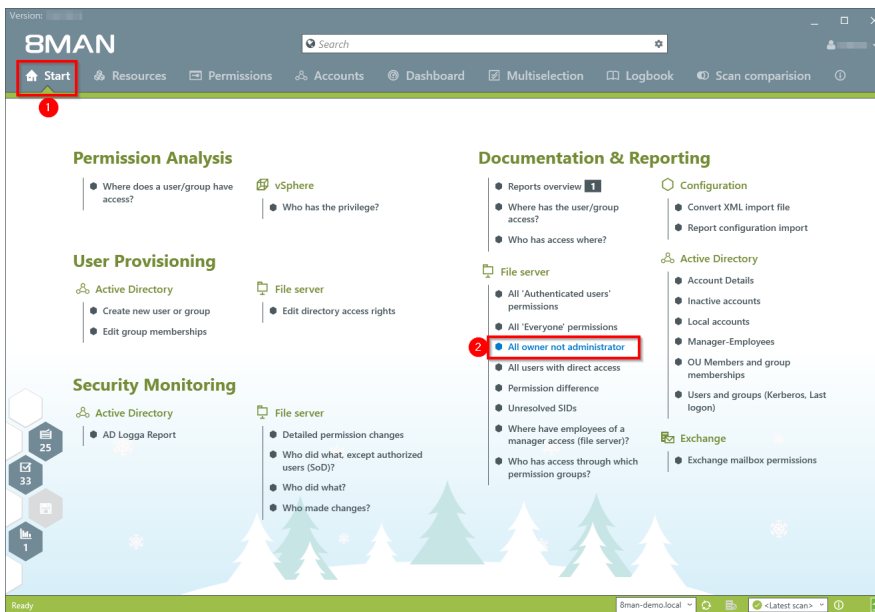 Version:
8MAN
Search
Start
Resources
Permissions
Accounts
Dashboard
Multiselection
Logbook
Scan comparision
1
Permission Analysis
Where does a user/group have
access?
vSphere
Who has the privilege?
User Provisioning
Active Directory
Create new user or group
Edit group memberships
File server
Edit directory access rights
Security Monitoring
Active Directory
AD Logga Report
File server
Detailed permission changes
Who did what, except authorized
users (SoD)?
Who did what?
Who made changes?
Documentation & Reporting
Reports overview 1
Where has the user/group
access?
Who has access where?
File server
All 'Authenticated users'
permissions
All 'Everyone' permissions
2 All owner not administrator
All users with direct access
Permission difference
Unresolved SIDs
Where have employees of a
manager access (file server)?
Who has access through which
permission groups?
Configuration
Convert XML import file
Report configuration import
Active Directory
Account Details
Inactive accounts
Local accounts
Manager-Employees
OU Members and group
memberships
Users and groups (Kerberos, Last
logon)
Exchange
Exchange mailbox permissions
25
33
1
Ready
8man-demo.local
<Latest scan>